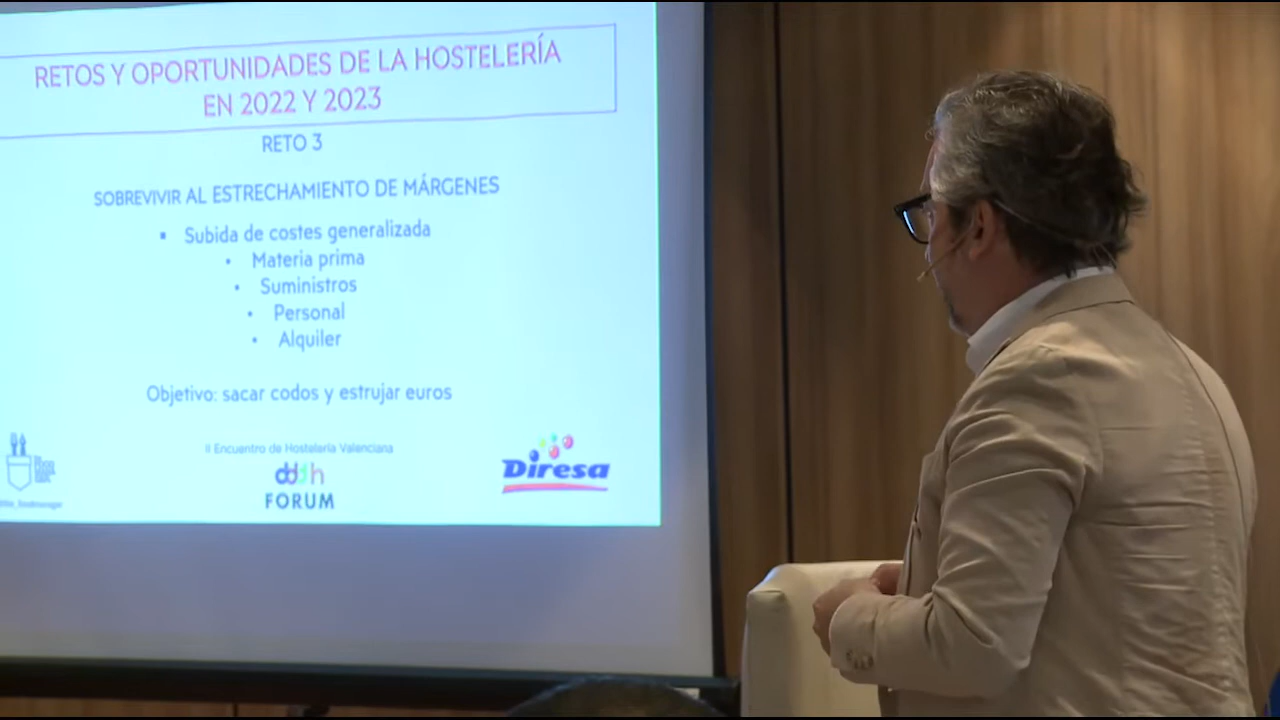 RETOS Y OPORTUNIDADES DE LA HOSTELERÍA
EN 2022 Y 2023
RETO 3
SOBREVIVIR AL ESTRECHAMIENTO DE MÁRGENES
▪ Subida de costes generalizada
• Materia prima
• Suministros
• Personal
• Alquiler
Objetivo: sacar codos y estrujar euros
II Encuentro de Hostelería Valenciana
FORUM
Diresa